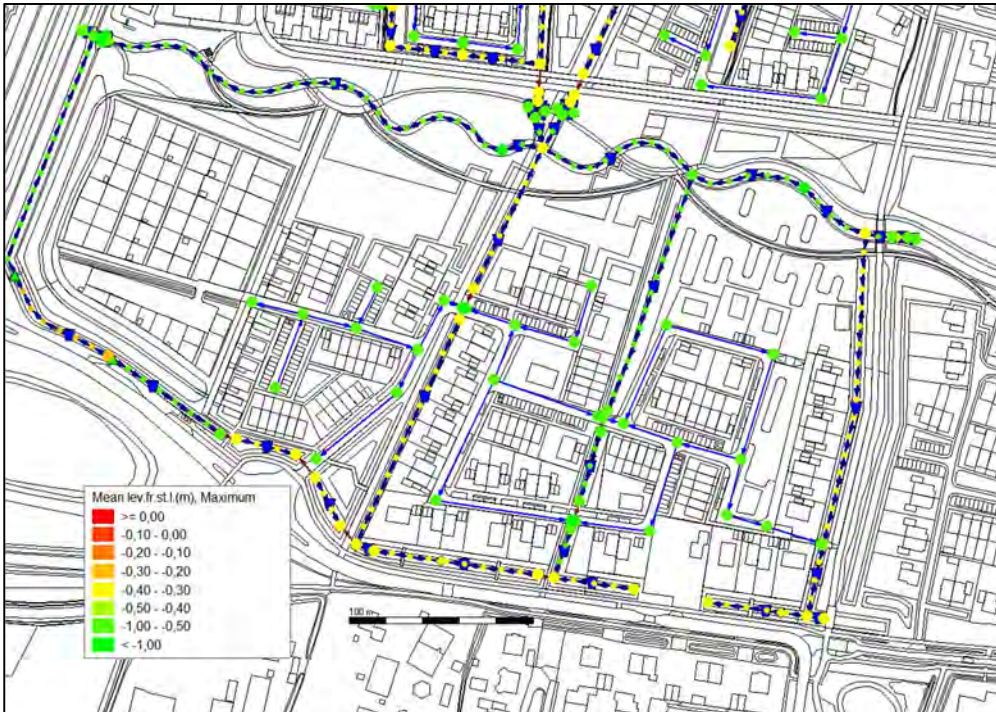 100 m
Mean lev.fr.st.l.(m), Maximum
>= 0,00
-0,10 - 0,00
-0,20 - -0,10
-0,30 - -0,20
-0,40 - -0,30
-0,50 - -0,40
-1,00 - -0,50
< -1,00